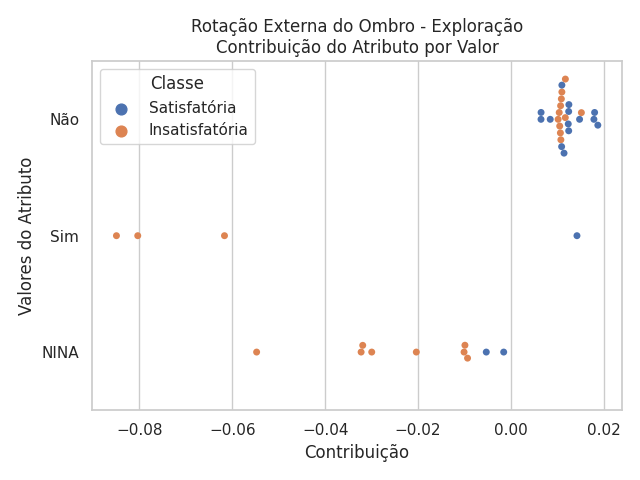 Rotação Externa do Ombro - Exploração
Contribuição do Atributo por Valor
Classe
Satisfatória
Insatisfatória
Valores do Atributo
Não
Sim
NINA
−0.08 −0.06 −0.04 −0.02 0.00 0.02
Contribuição